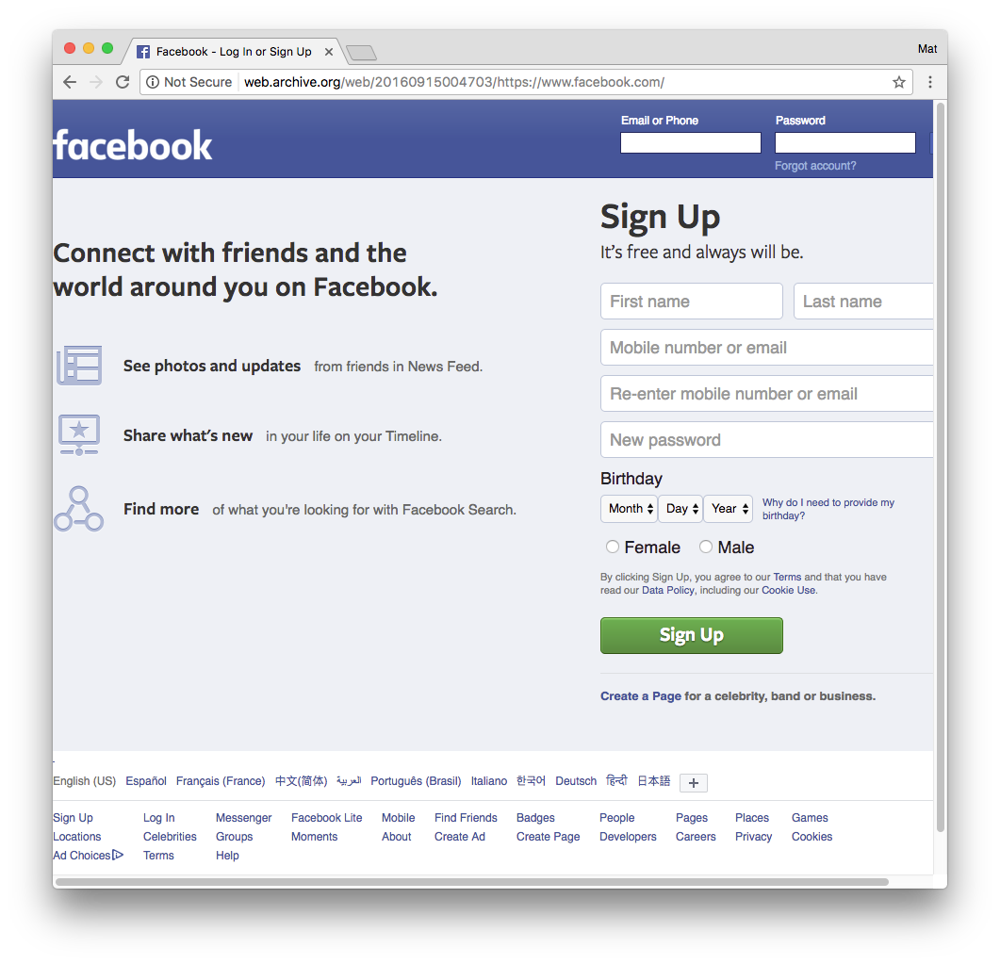 Facebook - Log In or Sign Up
Mat
Not Secure web.archive.org/web/20160915004703/https://www.facebook.com/
facebook
Email or Phone
Password
Forgot account?
Connect with friends and the
world around you on Facebook.
See photos and updates from friends in News Feed.
Share what's new in your life on your Timeline.
Find more of what you're looking for with Facebook Search.
Sign Up
It's free and always will be.
First name
Last name
Mobile number or email
Re-enter mobile number or email
New password
Birthday
Month Day Year
Why do I need to provide my
birthday?
Female Male
By clicking Sign Up, you agree to our Terms and that you have
read our Data Policy, including our Cookie Use.
Sign Up
Create a Page for a celebrity, band or business.
English (US) Español Français (France) 中文(简体) العربية Português (Brasil) Italiano 한국어 Deutsch हिन्दी 日本語 +
Sign Up Log In Messenger Facebook Lite Mobile Find Friends Badges People Pages Places Games
Locations Celebrities Groups Moments About Create Ad Create Page Developers Careers Privacy Cookies
Ad Choices Terms Help